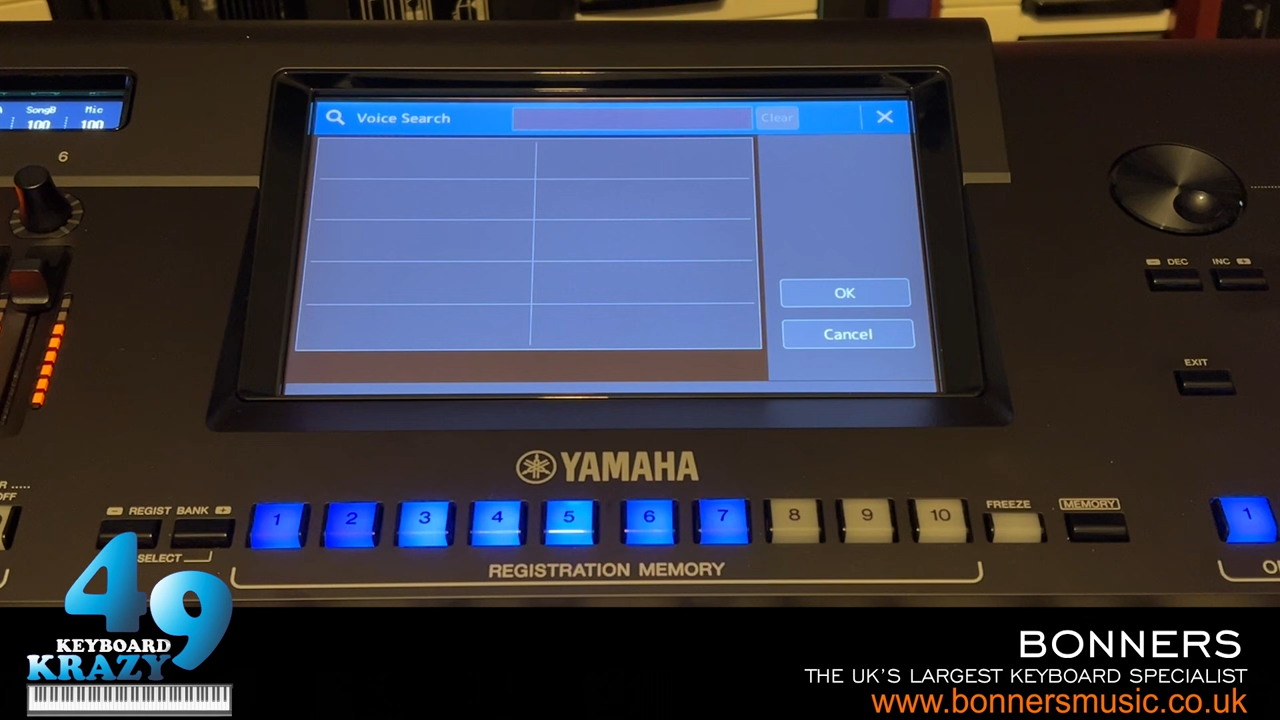 SongB Mic
100 100
6
Voice Search Clear
OK
Cancel
DEC INC
EXIT
YAMAHA
OFF
REGIST BANK
SELECT
1 2 3 4 5 6 7 8 9 10
FREEZE
MEMORY
1
REGISTRATION MEMORY
49
KEYBOARD
KRAZY
BONNERS
THE UK'S LARGEST KEYBOARD SPECIALIST
www.bonnersmusic.co.uk